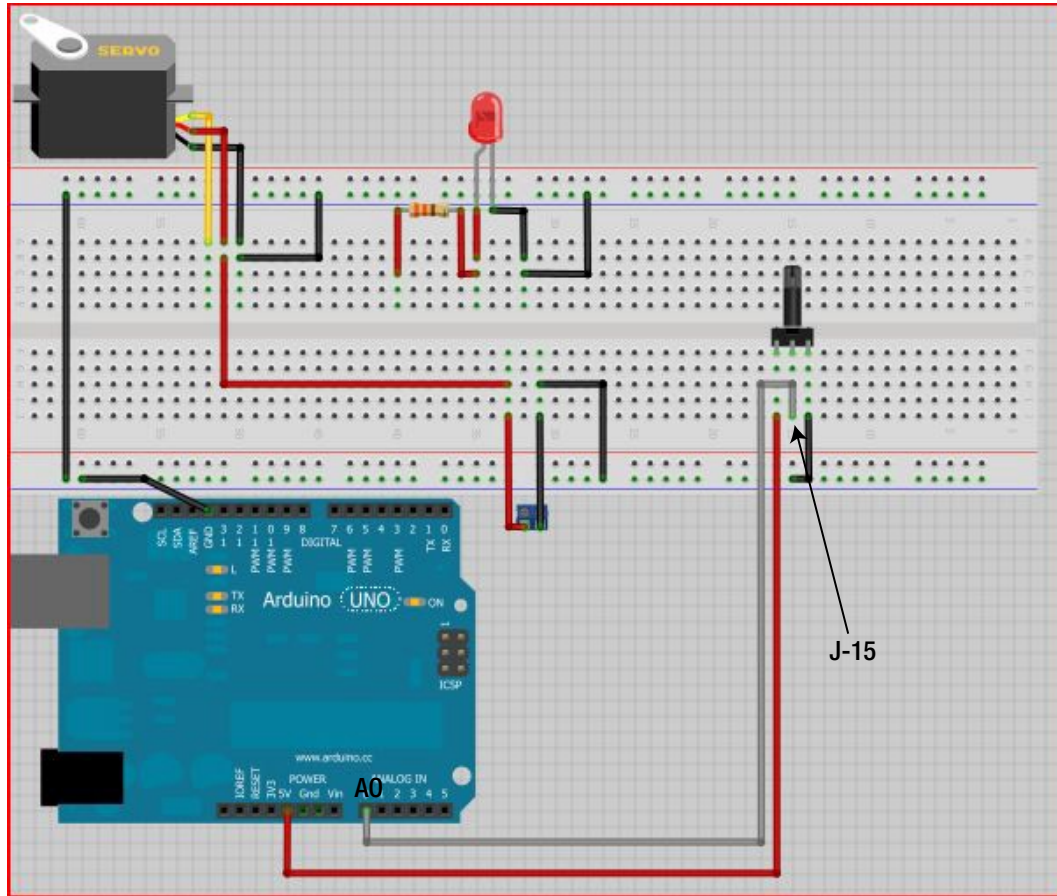 SERVO
SCL
SDA
AREF
GND
13
12
PWM 11
PWM 10
PWM 9
8
DIGITAL
7
PWM 6
PWM 5
4
PWM 3
2
TX 1
RX 0
L
TX
RX
Arduino UNO
ON
1
ICSP
J-15
www.arduino.cc
POWER
ANALOG IN
IOREF
RESET
3V3
5V
Gnd
Vin
A0
2
3
4
5